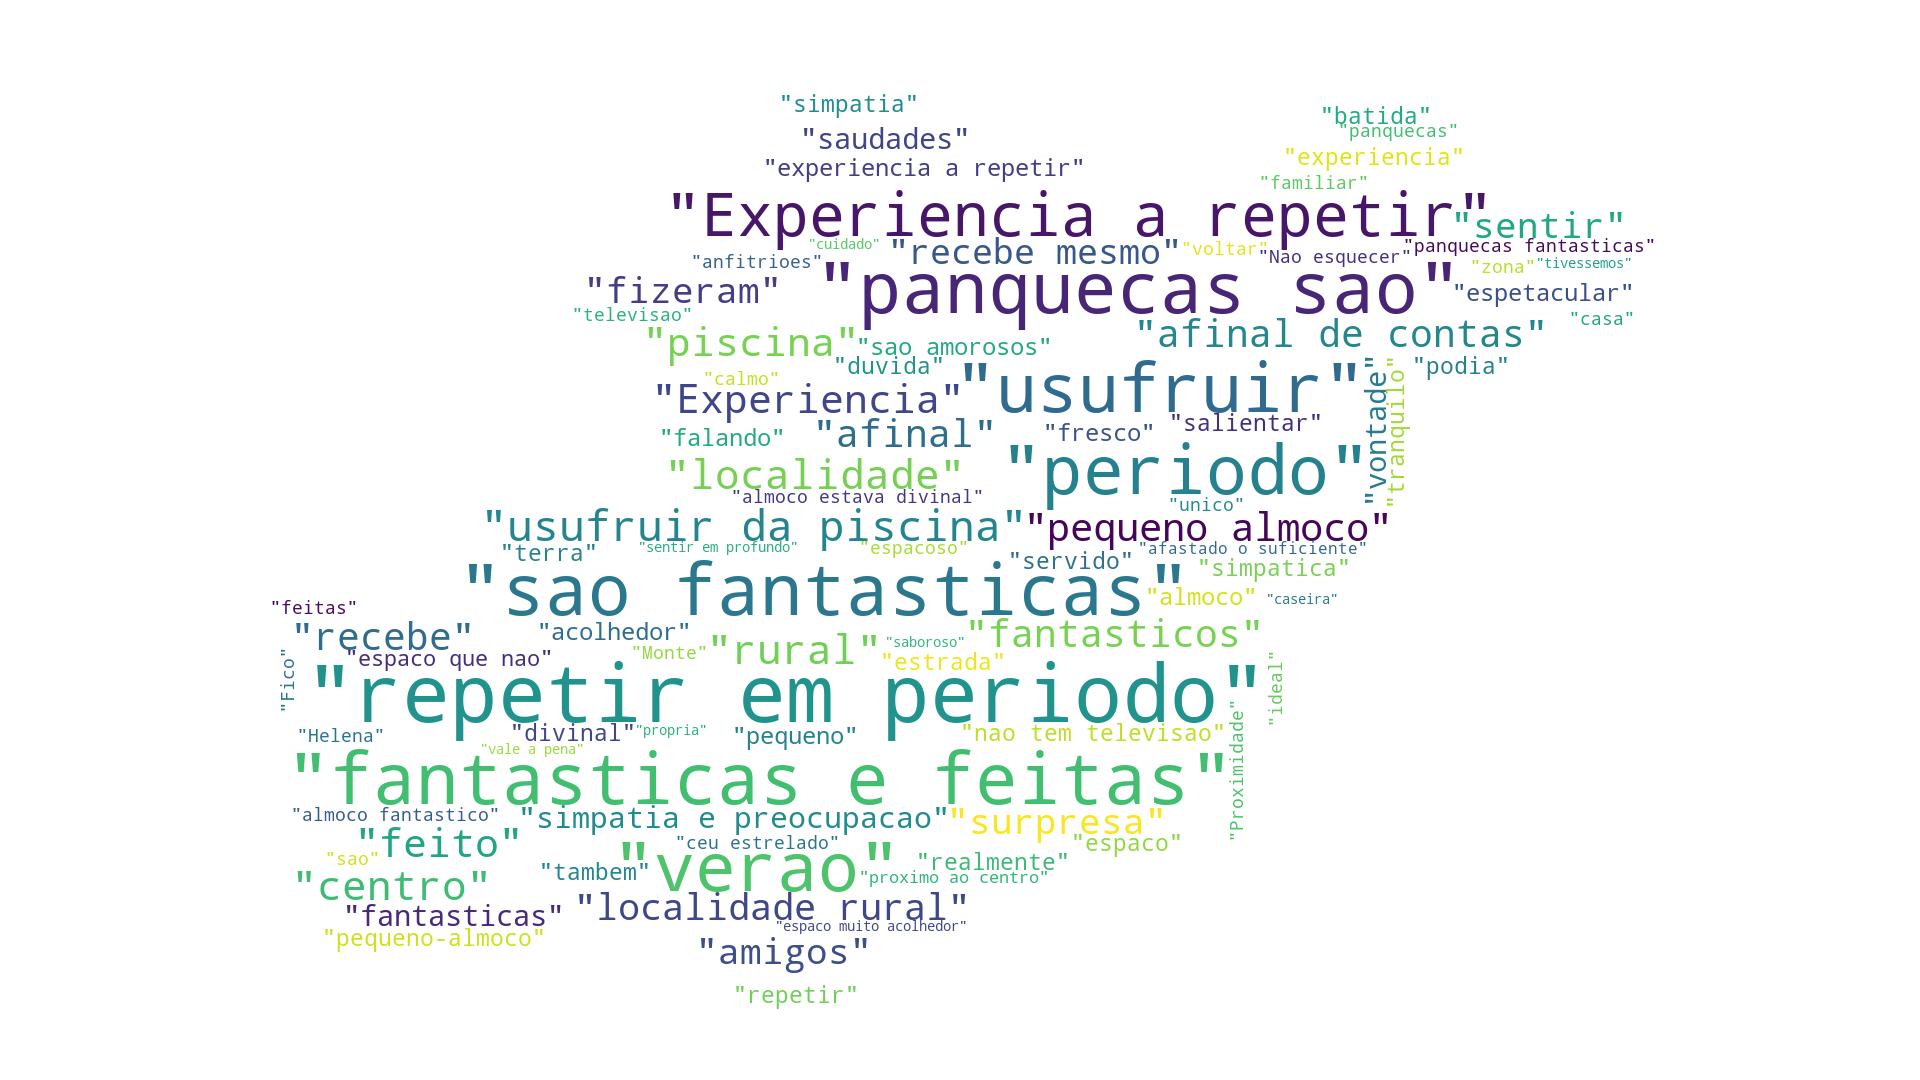 "simpatia"
"batida"
"panquecas"
"saudades"
"experiencia"
"experiencia a repetir"
"familiar"
"Experiencia a repetir"
"sentir"
"cuidado"
"recebe mesmo"
"voltar"
"Nao esquecer"
"panquecas fantasticas"
"anfitrioes"
"zona"
"tivessemos"
"fizeram"
"panquecas sao"
"espetacular"
"televisao"
"casa"
"piscina"
"sao amorosos"
"afinal de contas"
"duvida"
"podia"
"calmo"
"Experiencia"
"usufruir"
"vontade"
"tranquilo"
"falando"
"afinal"
"fresco"
"salientar"
"localidade"
"periodo"
"almoco estava divinal"
"unico"
"usufruir da piscina"
"pequeno almoco"
"terra"
"sentir em profundo"
"espacoso"
"servido"
"afastado o suficiente"
"simpatica"
"sao fantasticas"
"almoco"
"caseira"
"feitas"
"recebe"
"acolhedor"
"rural"
"saboroso"
"fantasticos"
"Fico"
"espaco que nao"
"Monte"
"estrada"
"repetir em periodo"
"ideal"
"Helena"
"divinal"
"propria"
"pequeno"
"nao tem televisao"
"Proximidade"
"vale a pena"
"fantasticas e feitas"
"almoco fantastico"
"simpatia e preocupacao"
"surpresa"
"feito"
"ceu estrelado"
"espaco"
"sao"
"tambem"
"verao"
"realmente"
"proximo ao centro"
"centro"
"fantasticas"
"localidade rural"
"espaco muito acolhedor"
"pequeno-almoco"
"amigos"
"repetir"